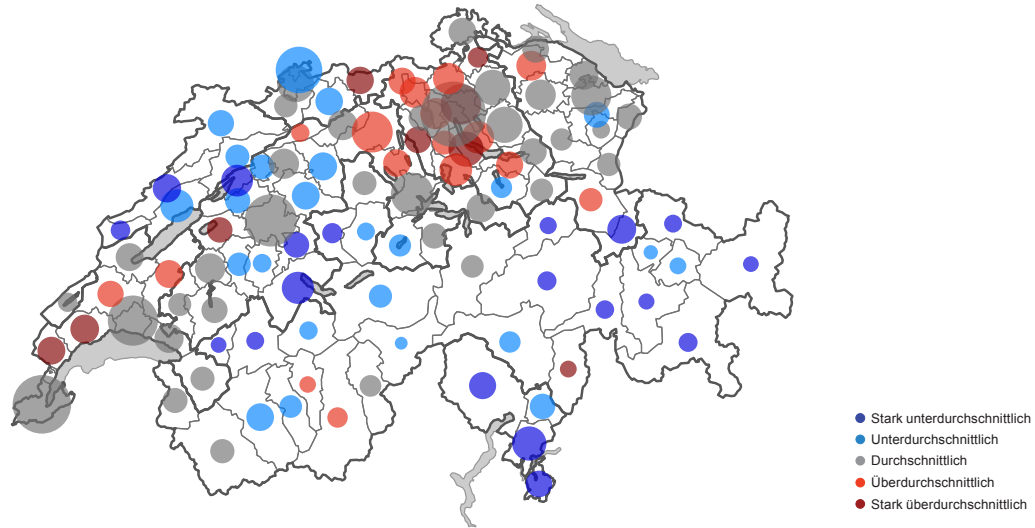 Stark unterdurchschnittlich
Unterdurchschnittlich
Durchschnittlich
Überdurchschnittlich
Stark überdurchschnittlich